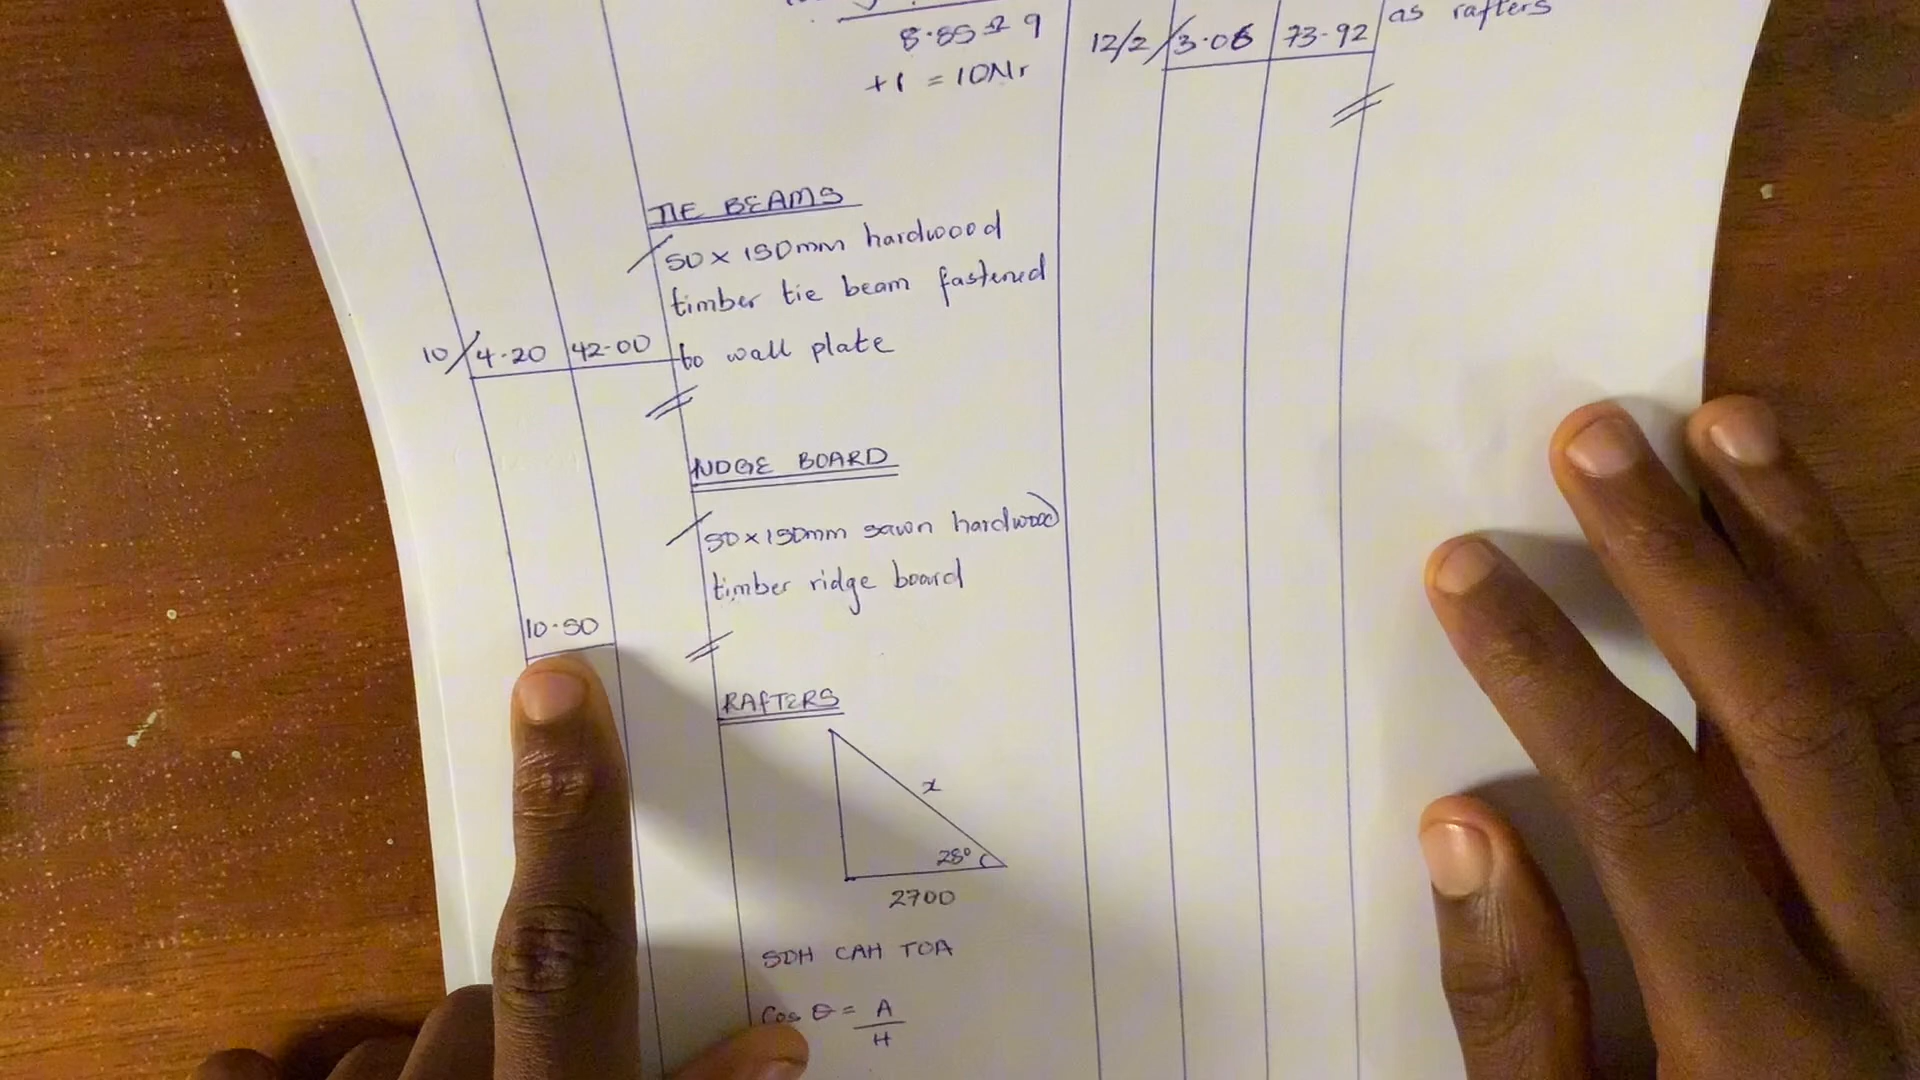 8.85 ≏ 9
+1 = 10Nr
TIE BEAMS
50 x 150mm hardwood
timber tie beam fastened
10/ 4.20 42.00 to wall plate
RIDGE BOARD
50 x 150mm sawn hardwood
timber ridge board
10.50
RAFTERS
x
28°
2700
SOH CAH TOA
Cos θ = A
H
as rafters
12/2/ 3.08 73.92